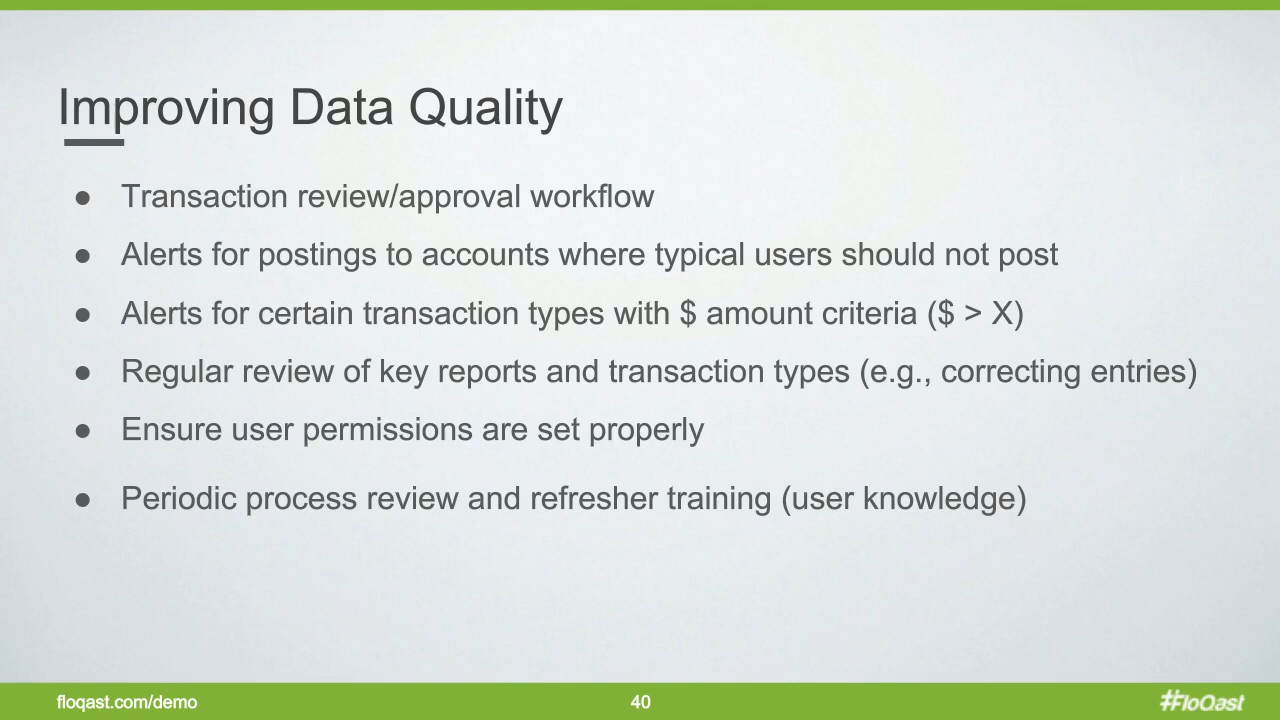 Improving Data Quality
● Transaction review/approval workflow
● Alerts for postings to accounts where typical users should not post
● Alerts for certain transaction types with $ amount criteria ($ > X)
● Regular review of key reports and transaction types (e.g., correcting entries)
● Ensure user permissions are set properly
● Periodic process review and refresher training (user knowledge)
floqast.com/demo
40
#floQast